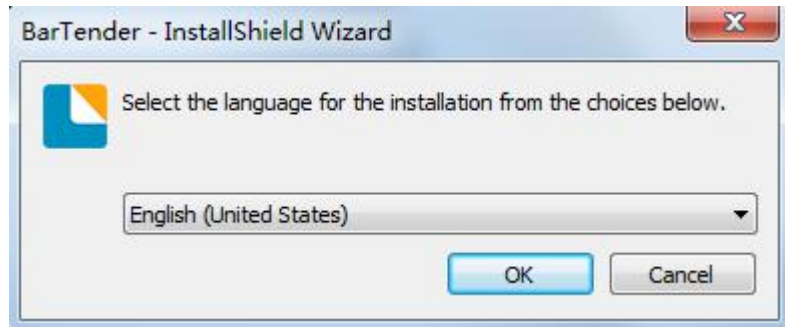 BarTender - InstallShield Wizard
Select the language for the installation from the choices below.
English (United States)
OK
Cancel